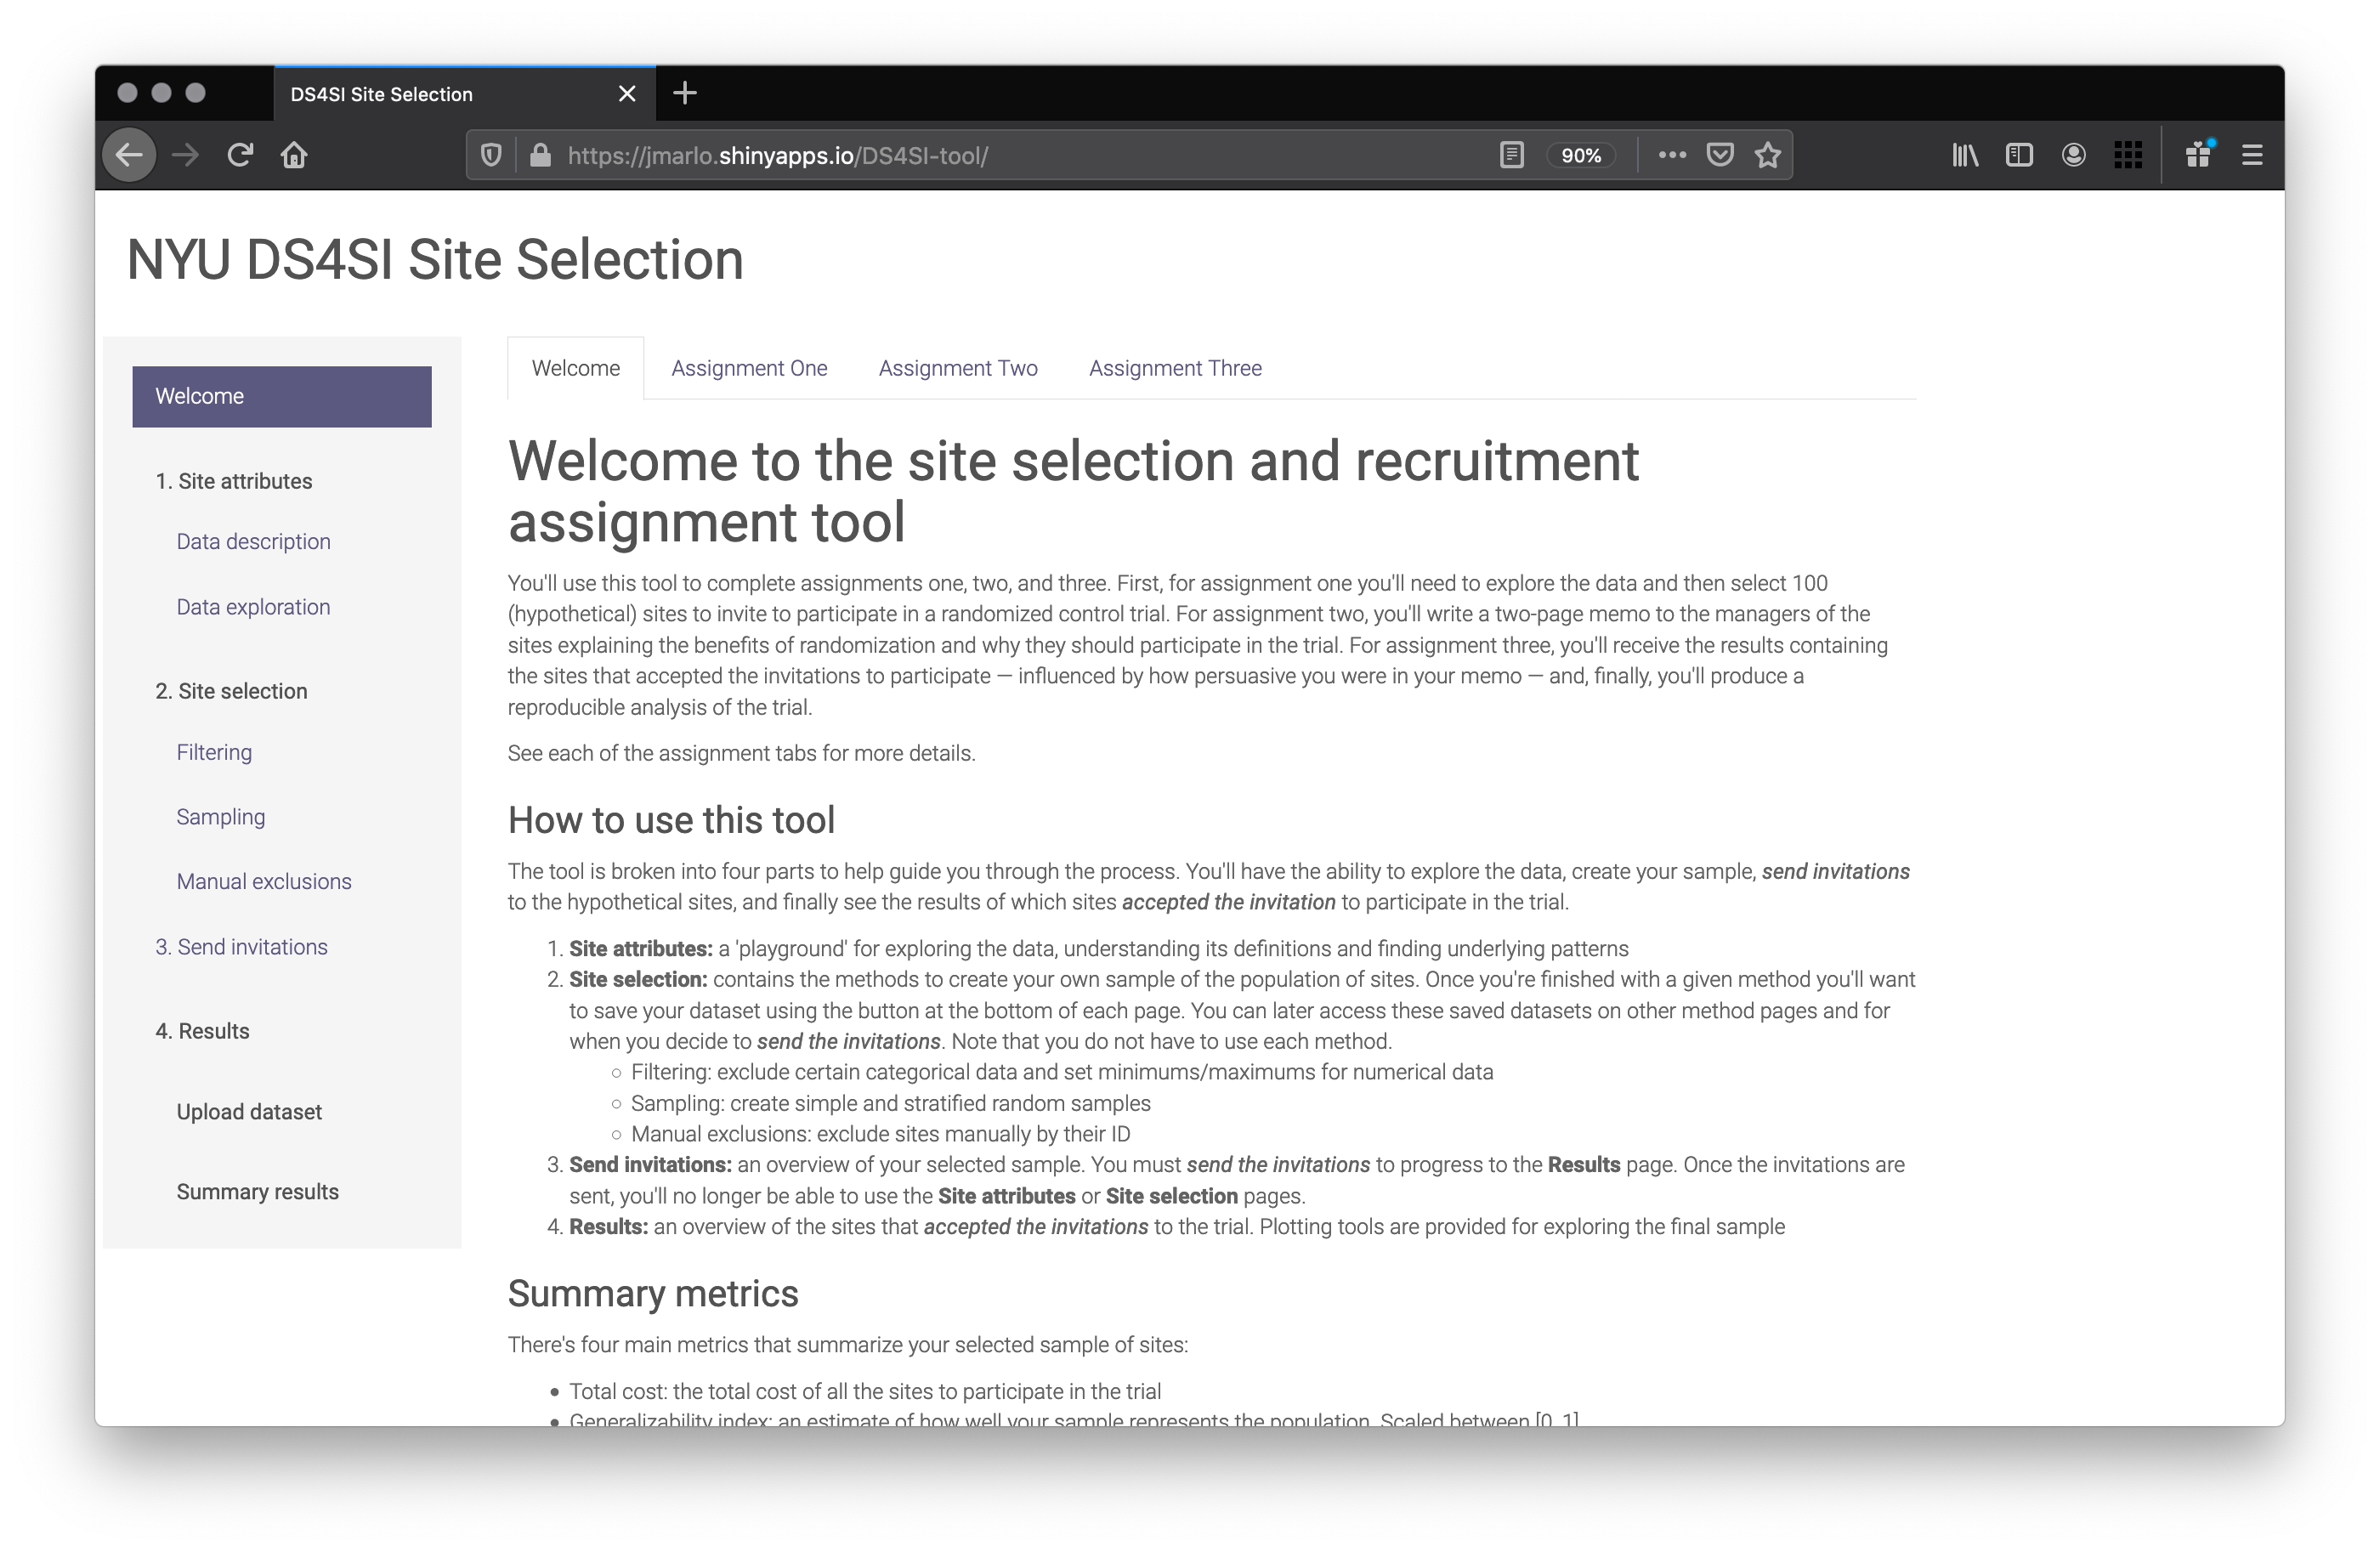 DS4SI Site Selection
https://jmarlo.shinyapps.io/DS4SI-tool/
90%
NYU DS4SI Site Selection
Welcome
1. Site attributes
Data description
Data exploration
2. Site selection
Filtering
Sampling
Manual exclusions
3. Send invitations
4. Results
Upload dataset
Summary results
Welcome Assignment One Assignment Two Assignment Three
Welcome to the site selection and recruitment
assignment tool
You'll use this tool to complete assignments one, two, and three. First, for assignment one you'll need to explore the data and then select 100
(hypothetical) sites to invite to participate in a randomized control trial. For assignment two, you'll write a two-page memo to the managers of the
sites explaining the benefits of randomization and why they should participate in the trial. For assignment three, you'll receive the results containing
the sites that accepted the invitations to participate — influenced by how persuasive you were in your memo — and, finally, you'll produce a
reproducible analysis of the trial.
See each of the assignment tabs for more details.
How to use this tool
The tool is broken into four parts to help guide you through the process. You'll have the ability to explore the data, create your sample, send invitations
to the hypothetical sites, and finally see the results of which sites accepted the invitation to participate in the trial.
1. Site attributes: a 'playground' for exploring the data, understanding its definitions and finding underlying patterns
2. Site selection: contains the methods to create your own sample of the population of sites. Once you're finished with a given method you'll want
to save your dataset using the button at the bottom of each page. You can later access these saved datasets on other method pages and for
when you decide to send the invitations. Note that you do not have to use each method.
○ Filtering: exclude certain categorical data and set minimums/maximums for numerical data
○ Sampling: create simple and stratified random samples
○ Manual exclusions: exclude sites manually by their ID
3. Send invitations: an overview of your selected sample. You must send the invitations to progress to the Results page. Once the invitations are
sent, you'll no longer be able to use the Site attributes or Site selection pages.
4. Results: an overview of the sites that accepted the invitations to the trial. Plotting tools are provided for exploring the final sample
Summary metrics
There's four main metrics that summarize your selected sample of sites:
• Total cost: the total cost of all the sites to participate in the trial
• Generalizability index: an estimate of how well your sample represents the population. Scaled between [0, 1]